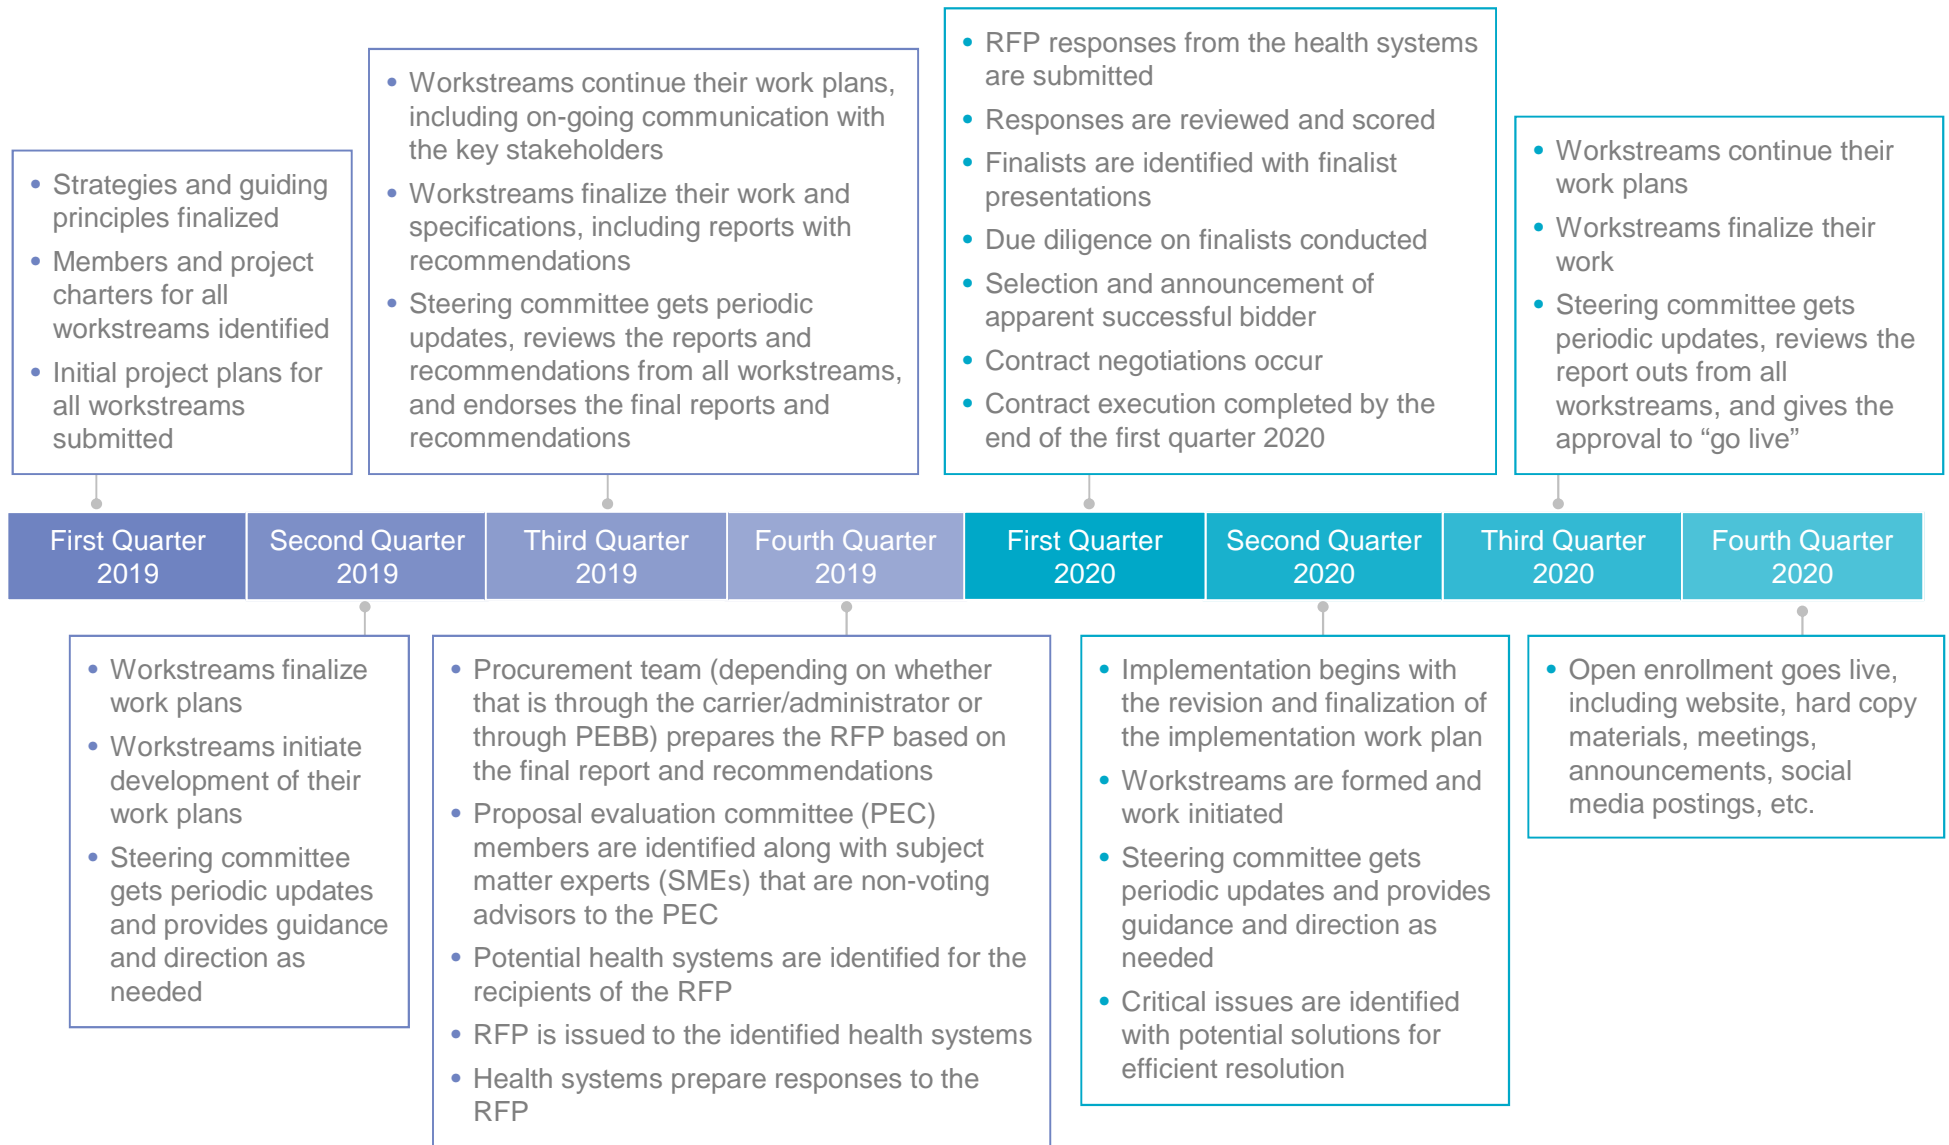 • Strategies and guiding
principles finalized
• Members and project
charters for all
workstreams identified
• Initial project plans for
all workstreams
submitted
• Workstreams continue their work plans,
including on-going communication with
the key stakeholders
• Workstreams finalize their work and
specifications, including reports with
recommendations
• Steering committee gets periodic
updates, reviews the reports and
recommendations from all workstreams,
and endorses the final reports and
recommendations
• RFP responses from the health systems
are submitted
• Responses are reviewed and scored
• Finalists are identified with finalist
presentations
• Due diligence on finalists conducted
• Selection and announcement of
apparent successful bidder
• Contract negotiations occur
• Contract execution completed by the
end of the first quarter 2020
• Workstreams continue their
work plans
• Workstreams finalize their
work
• Steering committee gets
periodic updates, reviews the
report outs from all
workstreams, and gives the
approval to “go live”
First Quarter
2019
Second Quarter
2019
Third Quarter
2019
Fourth Quarter
2019
First Quarter
2020
Second Quarter
2020
Third Quarter
2020
Fourth Quarter
2020
• Workstreams finalize
work plans
• Workstreams initiate
development of their
work plans
• Steering committee
gets periodic updates
and provides guidance
and direction as
needed
• Procurement team (depending on whether
that is through the carrier/administrator or
through PEBB) prepares the RFP based on
the final report and recommendations
• Proposal evaluation committee (PEC)
members are identified along with subject
matter experts (SMEs) that are non-voting
advisors to the PEC
• Potential health systems are identified for the
recipients of the RFP
• RFP is issued to the identified health systems
• Health systems prepare responses to the
RFP
• Implementation begins with
the revision and finalization of
the implementation work plan
• Workstreams are formed and
work initiated
• Steering committee gets
periodic updates and provides
guidance and direction as
needed
• Critical issues are identified
with potential solutions for
efficient resolution
• Open enrollment goes live,
including website, hard copy
materials, meetings,
announcements, social
media postings, etc.